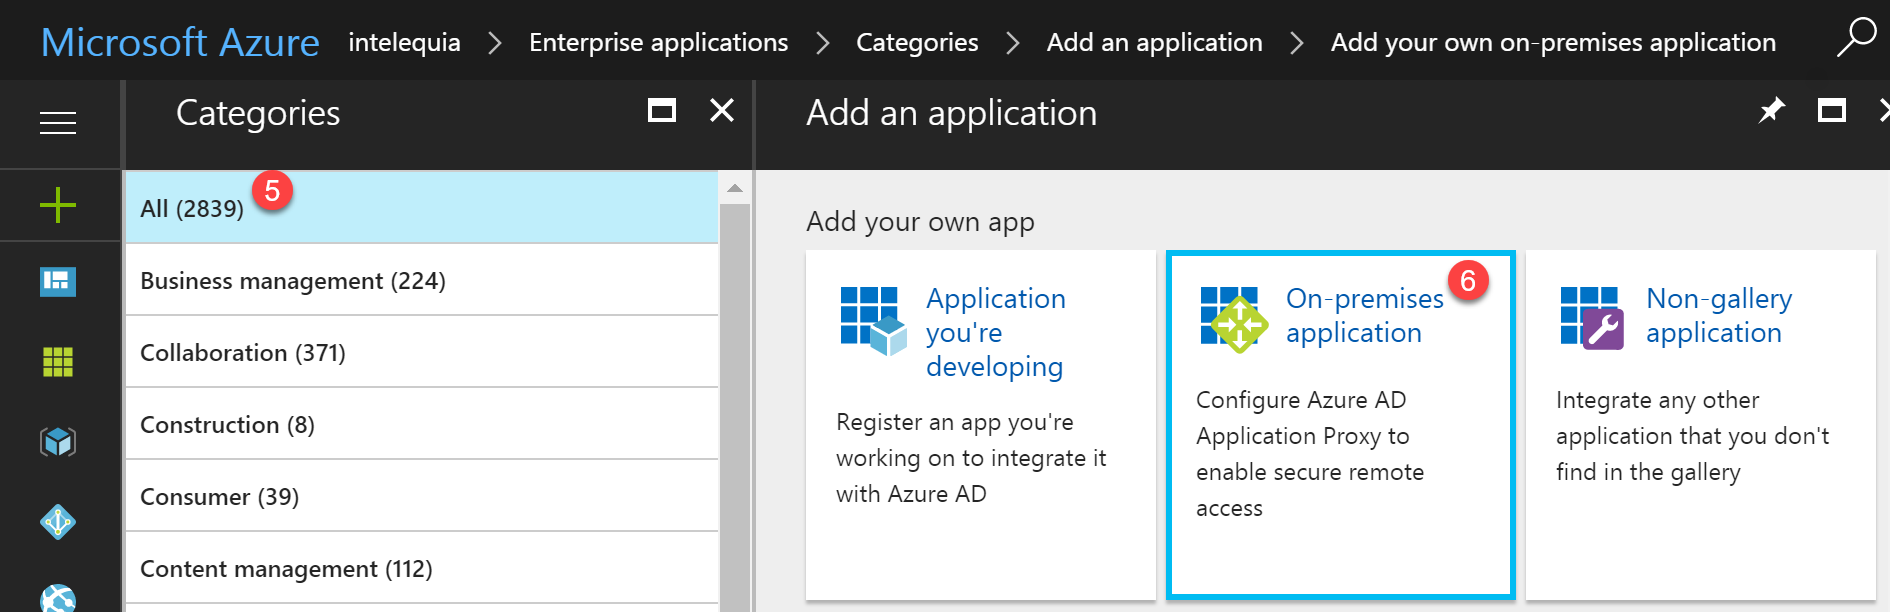 Microsoft Azure intelequia > Enterprise applications > Categories > Add an application > Add your own on-premises application
Categories
Add an application
All (2839)
5
Business management (224)
Collaboration (371)
Construction (8)
Consumer (39)
Content management (112)
Add your own app
Application
you're
developing
Register an app you're
working on to integrate it
with Azure AD
On-premises
application
6
Configure Azure AD
Application Proxy to
enable secure remote
access
Non-gallery
application
Integrate any other
application that you don't
find in the gallery